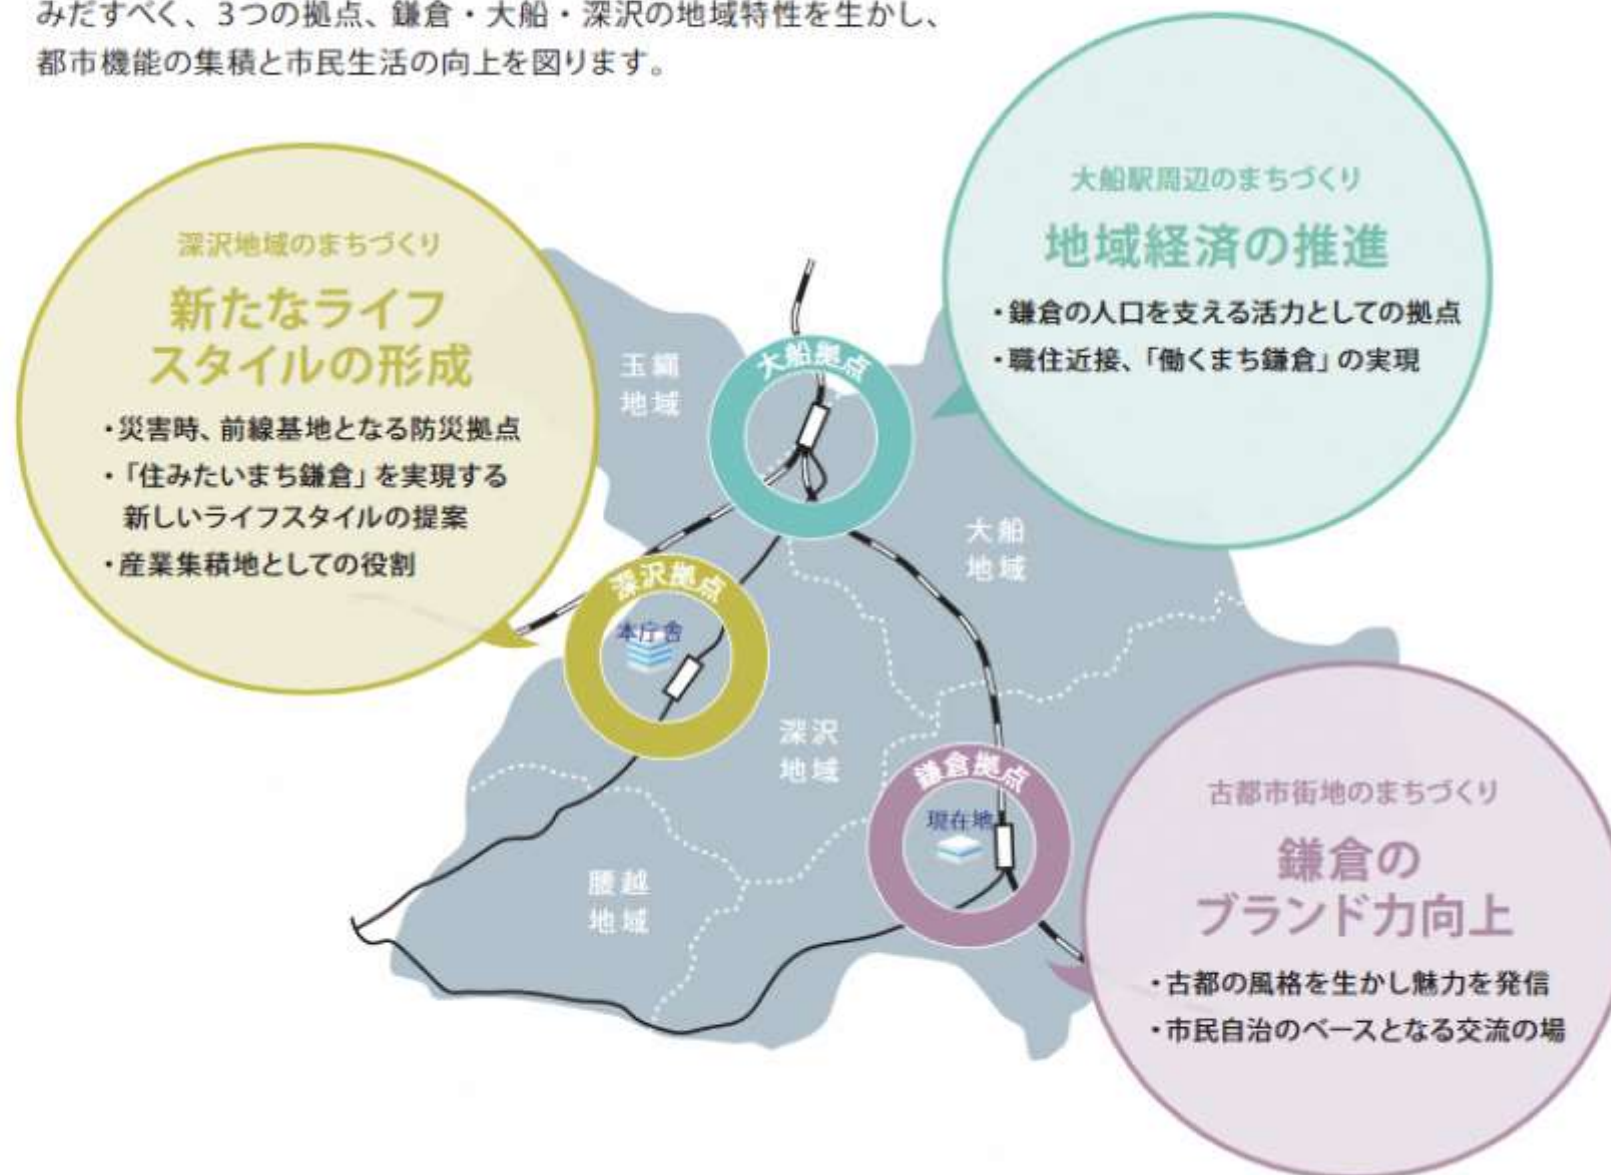 みだすべく、3つの拠点、鎌倉・大船・深沢の地域特性を生かし、
都市機能の集積と市民生活の向上を図ります。
大船駅周辺のまちづくり
地域経済の推進
・鎌倉の人口を支える活力としての拠点
・職住近接、「働くまち鎌倉」の実現
深沢地域のまちづくり
新たなライフ
スタイルの形成
・災害時、前線基地となる防災拠点
・「住みたいまち鎌倉」を実現する
新しいライフスタイルの提案
・産業集積地としての役割
玉縄
地域
大船拠点
大船
地域
深沢拠点
本庁舎
深沢
地域
鎌倉拠点
現在地
腰越
地域
古都市街地のまちづくり
鎌倉の
ブランド力向上
・古都の風格を生かし魅力を発信
・市民自治のベースとなる交流の場